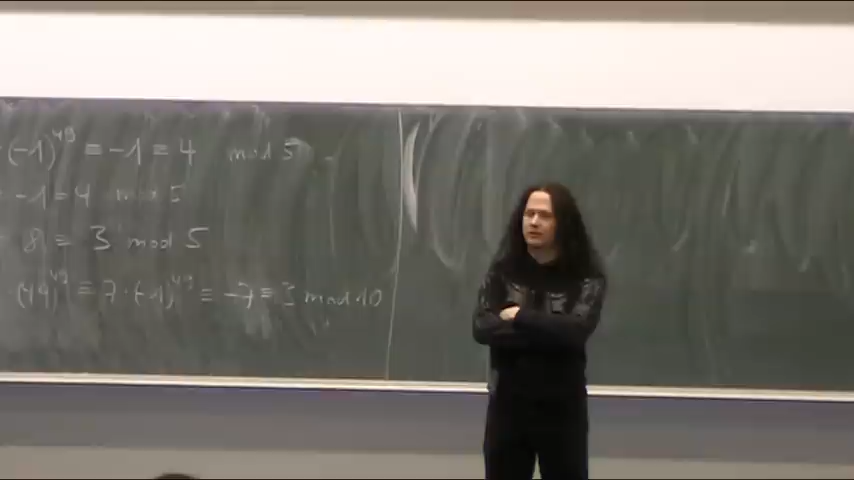 (-1)^49 ≡ -1 ≡ 4 mod 5
-1 ≡ 4 mod 5
8 ≡ 3 mod 5
(49)^49 ≡ 7·(-1)^49 ≡ -7 ≡ 3 mod 10